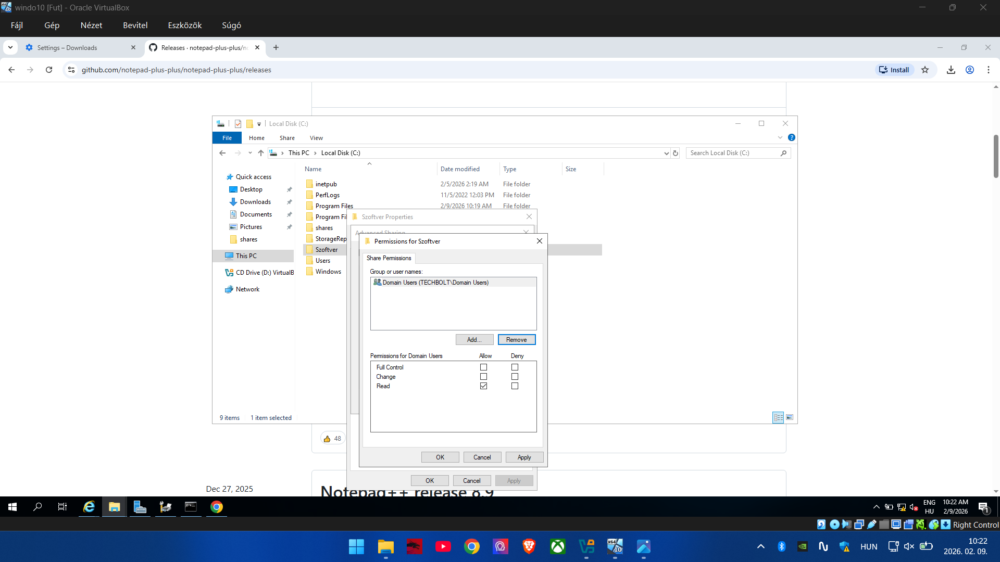 windo10 [Fut] - Oracle VirtualBox
Fájl Gép Nézet Bevitel Eszközök Súgó
Settings – Downloads
Releases · notepad-plus-plus/no
github.com/notepad-plus-plus/notepad-plus-plus/releases
Install
Local Disk (C:)
File Home Share View
This PC > Local Disk (C:)
Search Local Disk (C:)
Name Date modified Type Size
Quick access
Desktop
Downloads
Documents
Pictures
shares
This PC
CD Drive (D:) VirtualB
Network
inetpub 2/5/2026 2:19 AM File folder
PerfLogs 11/5/2022 12:03 PM File folder
Program Files 2/9/2026 10:19 AM File folder
Program Fil
shares
StorageRep
Szoftver
Users
Windows
9 items 1 item selected
Szoftver Properties
Advanced Sharing
Permissions for Szoftver
Share Permissions
Group or user names:
Domain Users (TECHBOLT\Domain Users)
Add... Remove
Permissions for Domain Users Allow Deny
Full Control
Change
Read
OK Cancel Apply
OK Cancel Apply
48
Dec 27, 2025
Notepad++ release 8.9
ENG
HU
10:22 AM
2/9/2026
1
Right Control
HUN
10:22
2026. 02. 09.